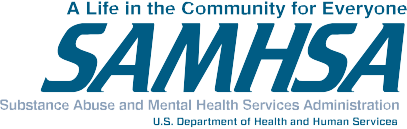 A Life in the Community for Everyone
SAMHSA
Substance Abuse and Mental Health Services Administration
U.S. Department of Health and Human Services